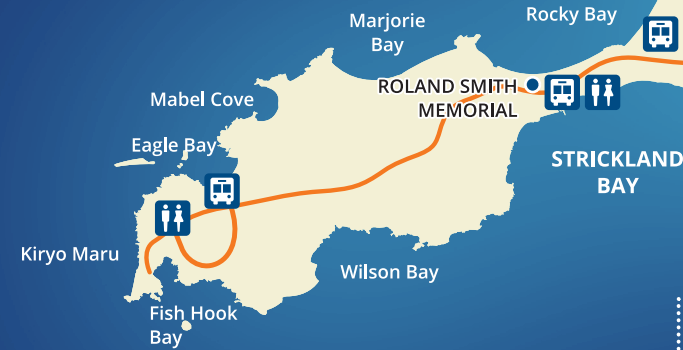 Rocky Bay
Marjorie
Bay
ROLAND SMITH
MEMORIAL
Mabel Cove
Eagle Bay
STRICKLAND
BAY
Kiryo Maru
Wilson Bay
Fish Hook
Bay